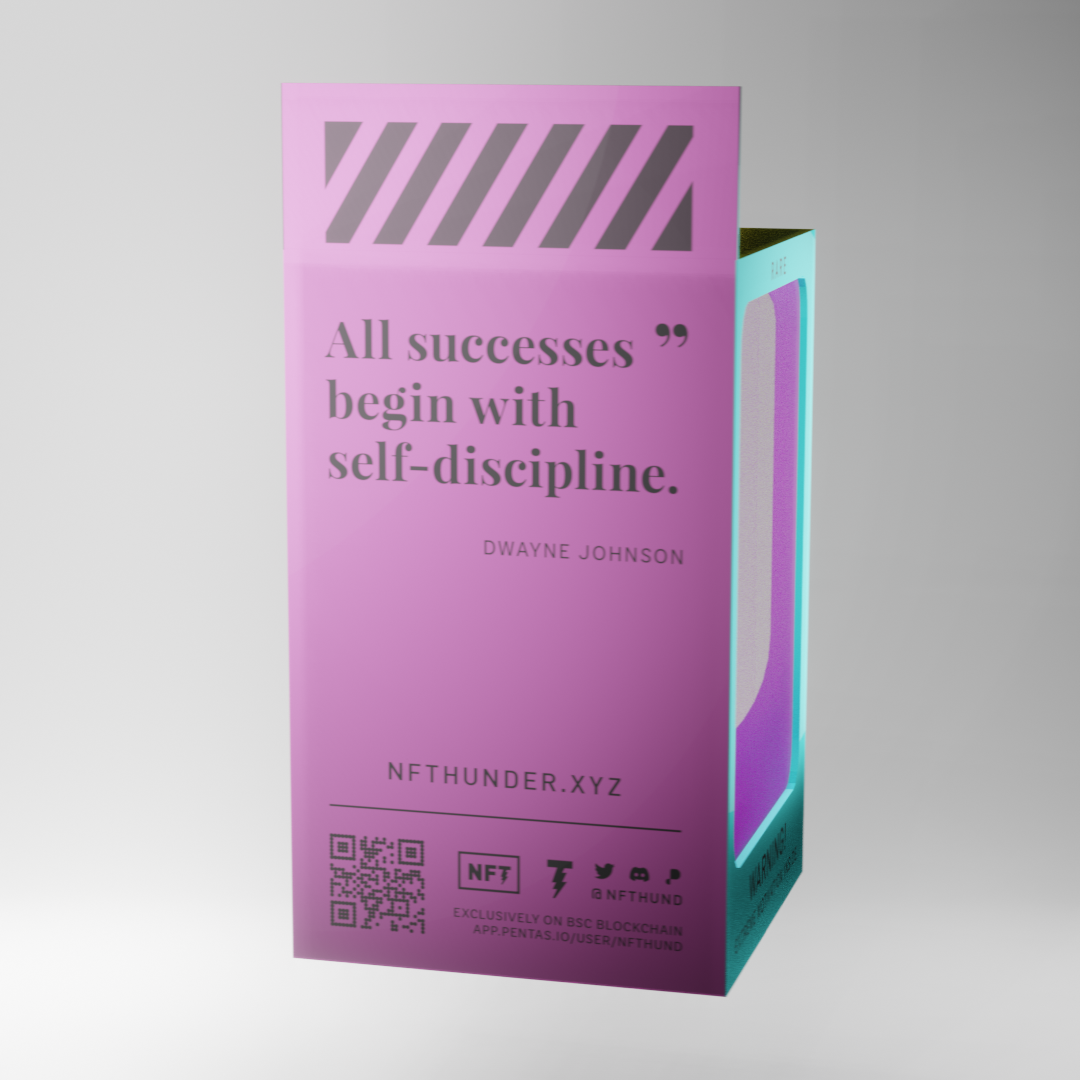 All successes ”
begin with
self-discipline.
DWAYNE JOHNSON
NFTHUNDER.XYZ
NFT
@NFTHUND
EXCLUSIVELY ON BSC BLOCKCHAIN
APP.PENTAS.IO/USER/NFTHUND
RARE
WARNING!